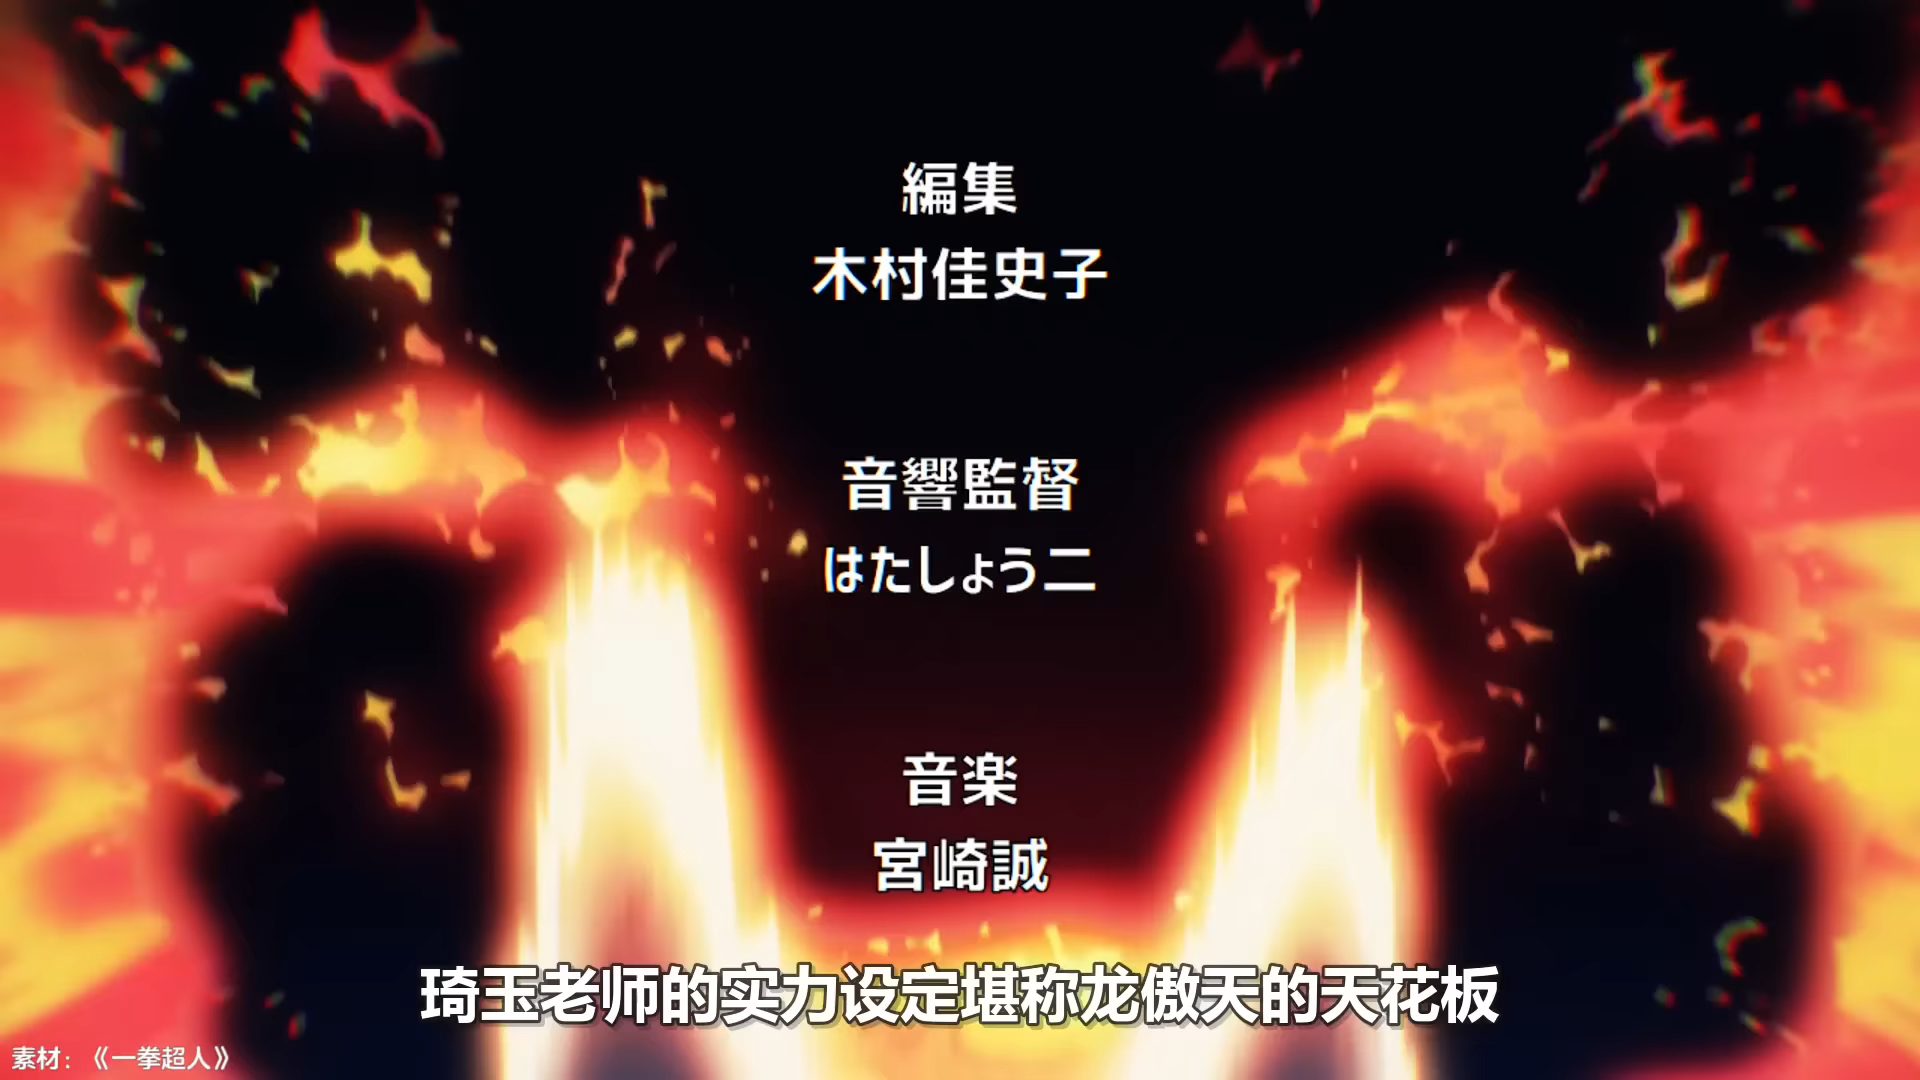 編集
木村佳史子
音響監督
はたしょう二
音楽
宮崎誠
琦玉老师的实力设定堪称龙傲天的天花板
素材：《一拳超人》